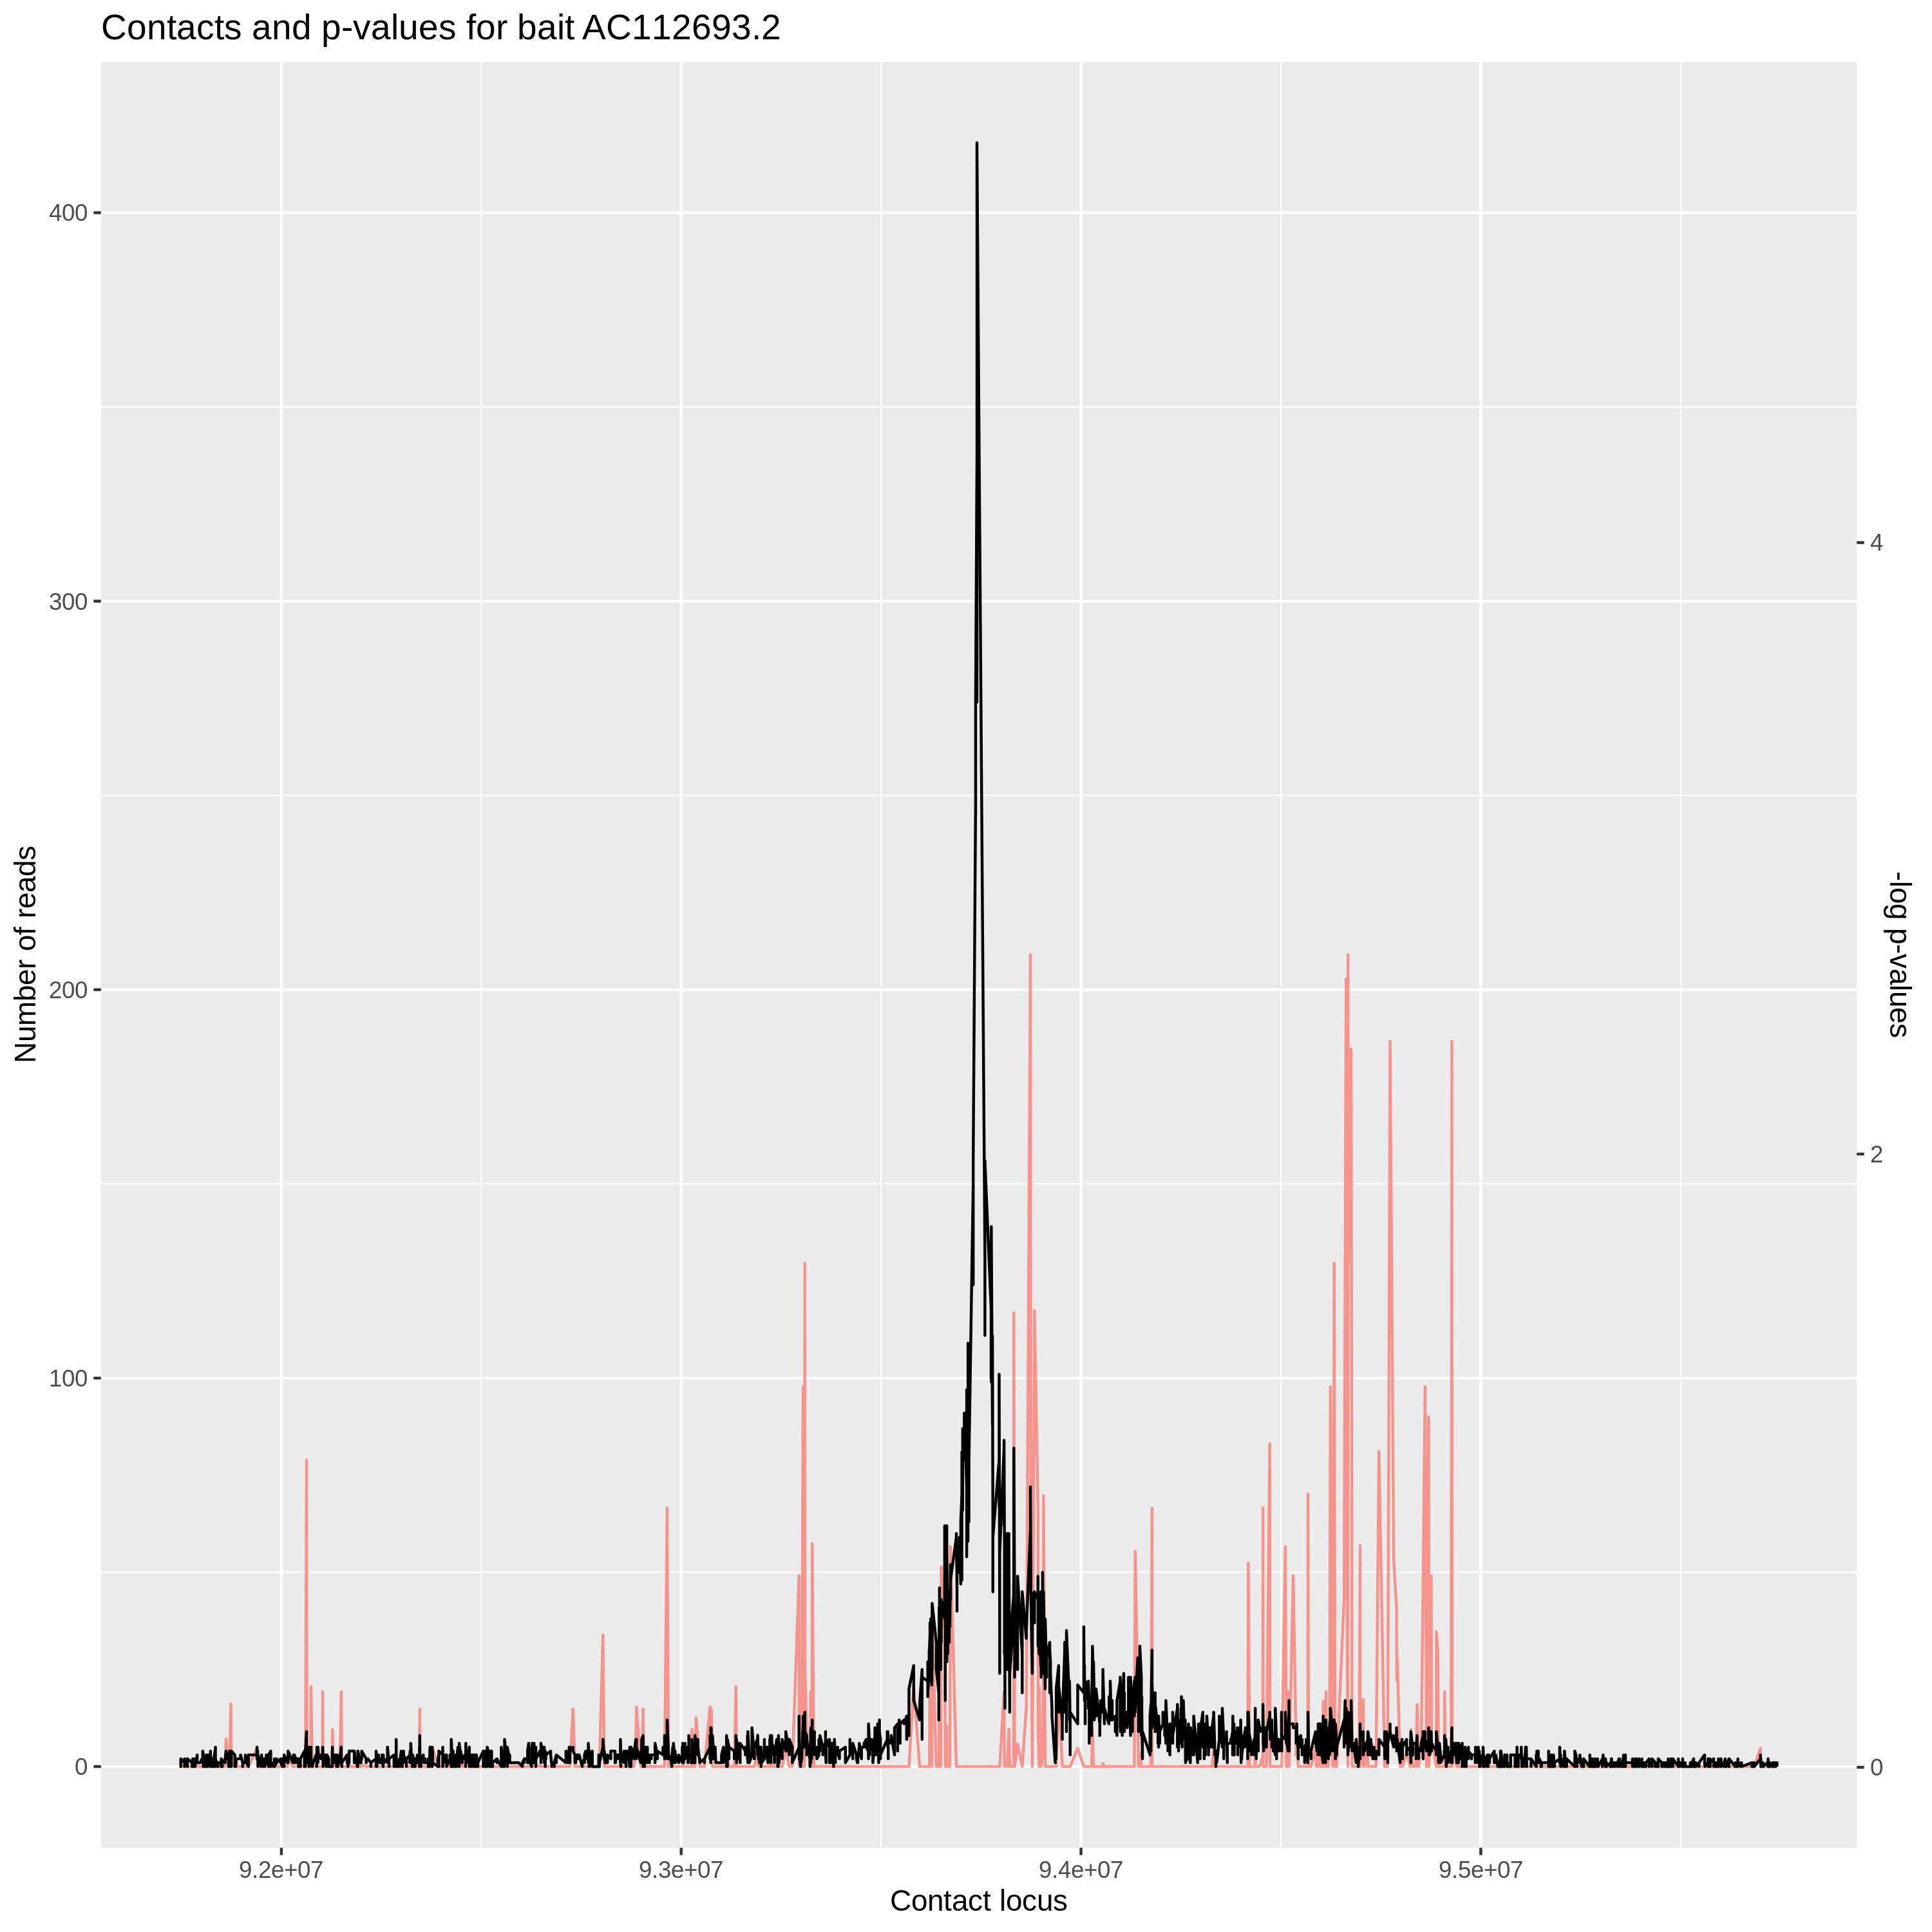 Contacts and p-values for bait AC112693.2
400
300
200
100
0
Number of reads
4
2
0
-log p-values
9.2e+07 9.3e+07 9.4e+07 9.5e+07
Contact locus